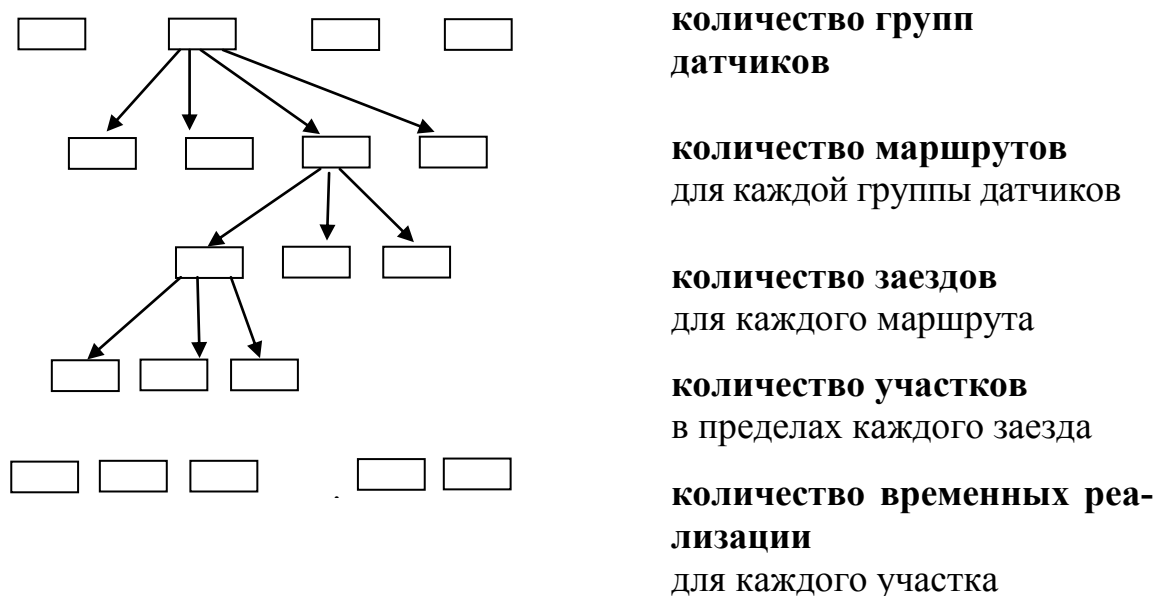 количество групп
датчиков
количество маршрутов
для каждой группы датчиков
количество заездов
для каждого маршрута
количество участков
в пределах каждого заезда
количество временных реа-
лизации
для каждого участка